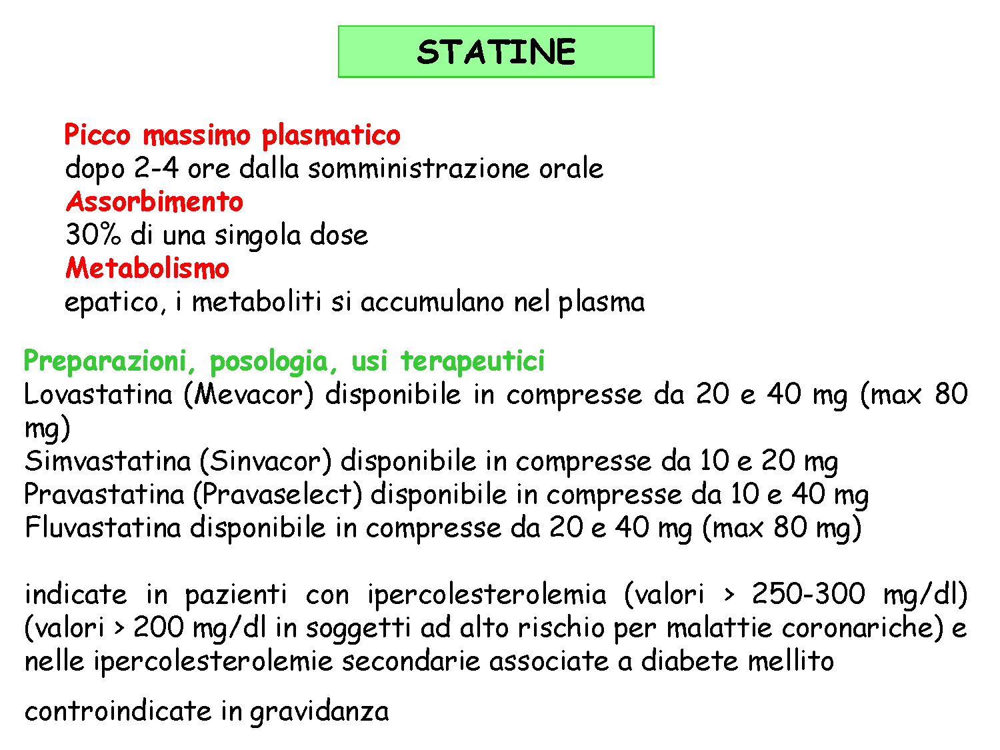 STATINE
Picco massimo plasmatico
dopo 2-4 ore dalla somministrazione orale
Assorbimento
30% di una singola dose
Metabolismo
epatico, i metaboliti si accumulano nel plasma
Preparazioni, posologia, usi terapeutici
Lovastatina (Mevacor) disponibile in compresse da 20 e 40 mg (max 80
mg)
Simvastatina (Sinvacor) disponibile in compresse da 10 e 20 mg
Pravastatina (Pravaselect) disponibile in compresse da 10 e 40 mg
Fluvastatina disponibile in compresse da 20 e 40 mg (max 80 mg)
indicate in pazienti con ipercolesterolemia (valori > 250-300 mg/dl)
(valori > 200 mg/dl in soggetti ad alto rischio per malattie coronariche) e
nelle ipercolesterolemie secondarie associate a diabete mellito
controindicate in gravidanza